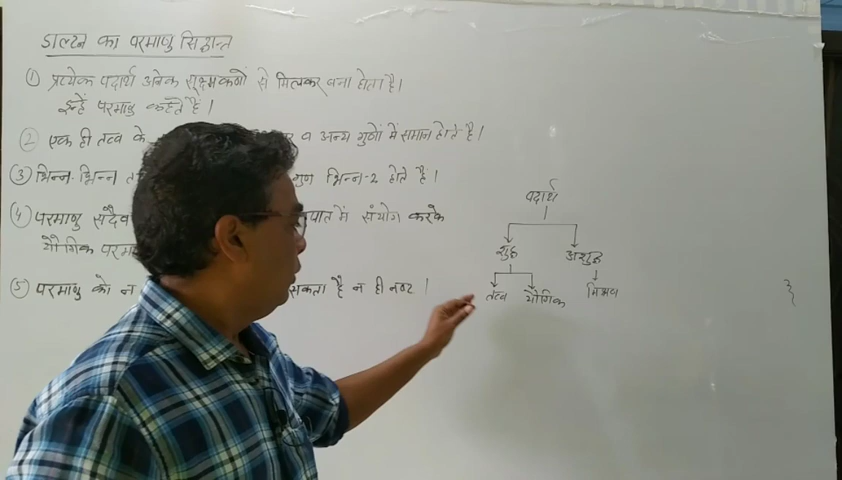 डाल्टन का परमाणु सिद्धान्त
① प्रत्येक पदार्थ अनेक सूक्ष्मकणों से मिलकर बना होता है।
इन्हें परमाणु कहते हैं।
② एक ही तत्व के व अन्य गुणों में समान होते है।
③ भिन्न-भिन्न गुण भिन्न-2 होते है।
④ परमाणु सदैव में संयोग करके
यौगिक
⑤ परमाणु को न सकता है न ही नष्ट।
पदार्थ
शुद्ध अशुद्ध
तत्व यौगिक मिश्रण